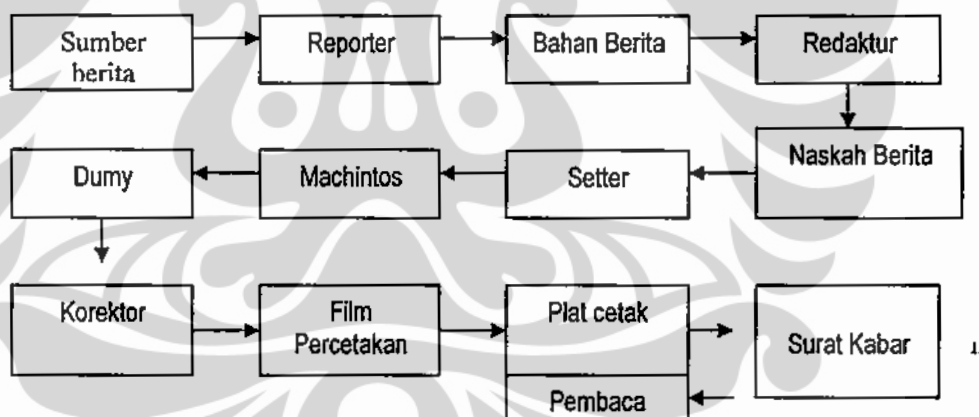 Sumber
berita
Reporter
Bahan Berita
Redaktur
Naskah Berita
Setter
Machintos
Dumy
Korektor
Film
Percetakan
Plat cetak
Surat Kabar
Pembaca
1